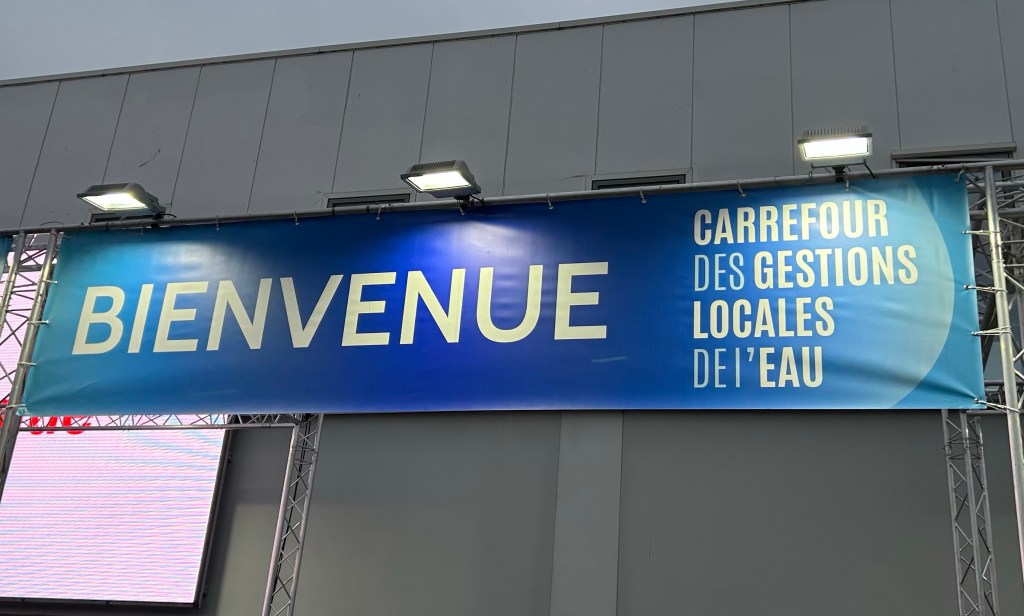 BIENVENUE
CARREFOUR
DES GESTIONS
LOCALES
DE l'EAU